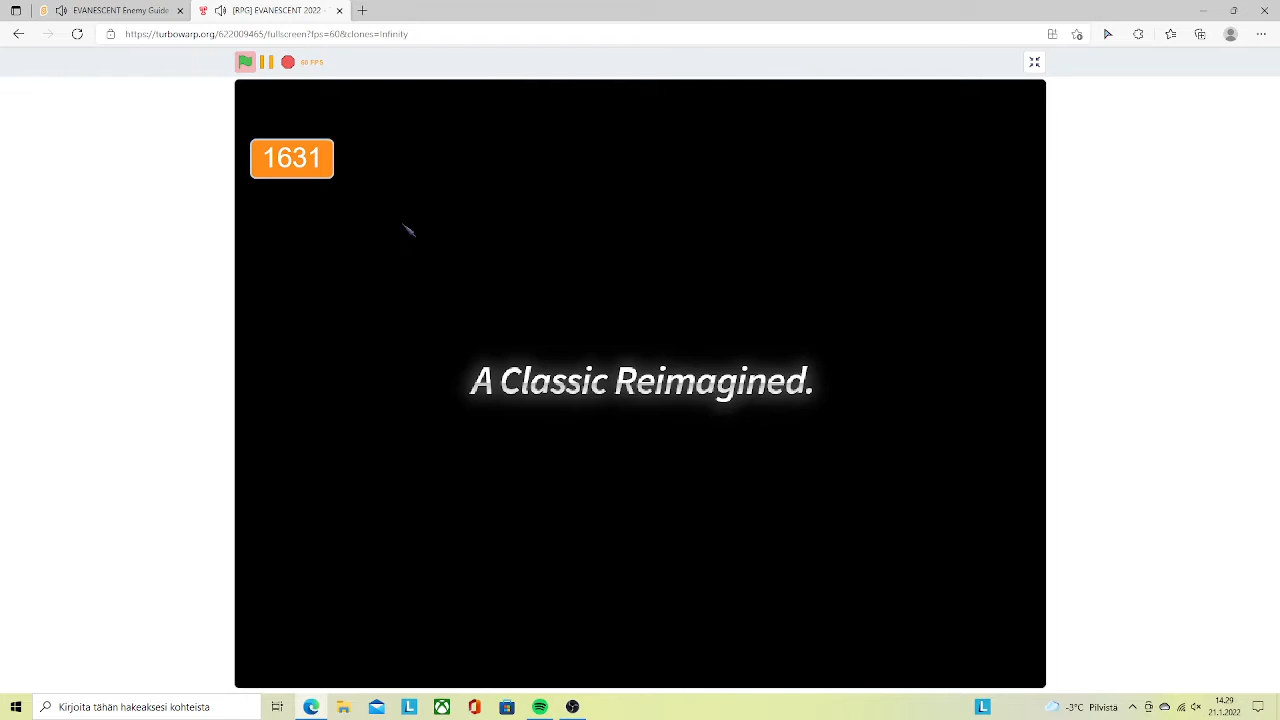 EVANESCENT Enemy Guide
[RPG] EVANESCENT 2022 -
https://turbowarp.org/622009465/fullscreen?fps=60&clones=Infinity
60 FPS
1631
A Classic Reimagined.
Kirjoita tähän hakeaksesi kohteista
L
L
-3°C Pilvistä
14.29
21.1.2022